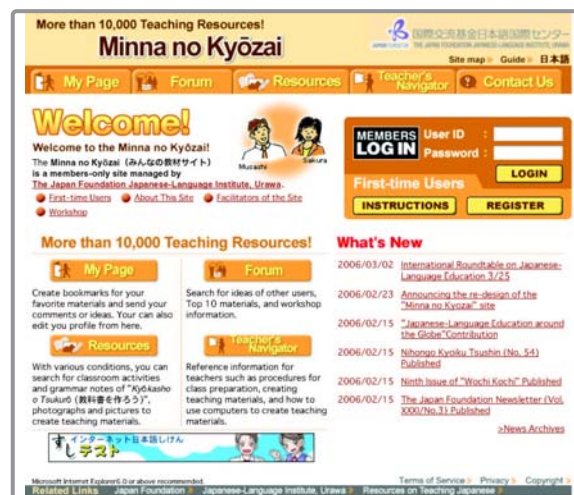 More than 10,000 Teaching Resources!
Minna no Kyōzai
国際交流基金日本語国際センター
THE JAPAN FOUNDATION JAPANESE-LANGUAGE INSTITUTE, URAWA
Site map» Guide» 日本語
My Page Forum Resources Teacher's Navigator Contact Us
Welcome!
Welcome to the Minna no Kyōzai!
The Minna no Kyōzai (みんなの教材サイト)
is a members-only site managed by
The Japan Foundation Japanese-Language Institute, Urawa.
First-time Users About This Site Facilitators of the Site
Workshop
Musashi
Sakura
MEMBERS LOG IN
User ID :
Password :
LOGIN
First-time Users
INSTRUCTIONS REGISTER
More than 10,000 Teaching Resources!
My Page
Create bookmarks for your
favorite materials and send your
comments or ideas. Your can also
edit you profile from here.
Forum
Search for ideas of other users,
Top 10 materials, and workshop
information.
Resources
With various conditions, you can
search for classroom activities
and grammar notes of "Kyōkasho
o Tsukurō (教科書を作ろう)",
photographs and pictures to
create teaching materials.
Teacher's Navigator
Reference information for
teachers such as procedures for
class preparation, creating
teaching materials, and how
to use computers to create teaching
materials.
What's New
2006/03/02 International Roundtable on Japanese-
Language Education 3/25
2006/02/23 Announcing the re-design of the
"Minna no Kyozai" site
2006/02/15 "Japanese-Language Education around
the Globe"Contribution
2006/02/15 Nihongo Kyoiku Tsushin (No. 54)
Published
2006/02/15 Ninth Issue of "Wochi Kochi" Published
2006/02/15 The Japan Foundation Newsletter (Vol.
XXXI/No.3) Published
>News Archives
インターネット日本語しけん
すしテスト
Microsoft Internet Explorer6.0 or above recommended.
Terms of Service» Privacy» Copyright»
Related Links Japan Foundation» Japanese-Language Institute, Urawa» Resources on Teaching Japanese»